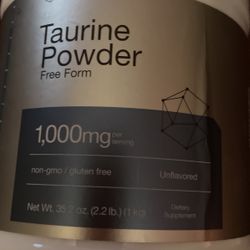 Taurine
Powder
Free Form
1,000mg per
serving
non-gmo / gluten free
Unflavored
Net Wt. 35.2 oz. (2.2 lb.) (1 kg)
Dietary
Supplement